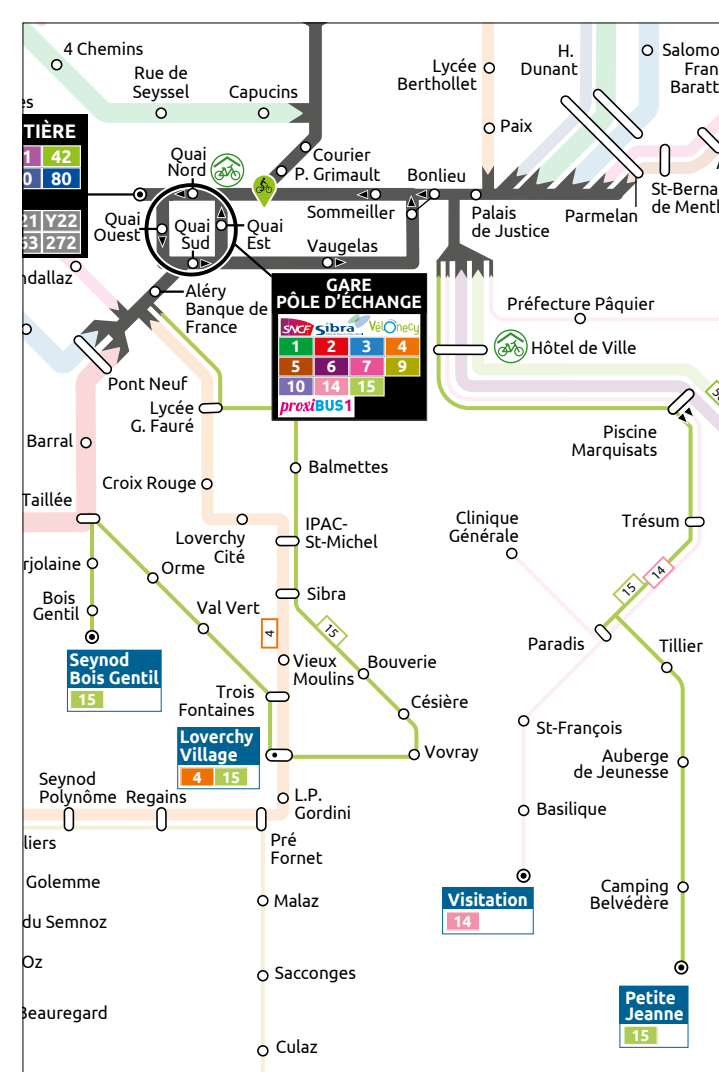 4 Chemins
Rue de
Seyssel
Capucins
Lycée
Berthollet
H.
Dunant
Salomo
Fran
Baratt
es
TIÈRE
1 42
0 80
21 Y22
63 272
Paix
Quai
Nord
Courier
P. Grimault
Bonlieu
Sommeiller
Palais
de Justice
Parmelan
St-Berna
de Menth
Quai
Ouest
Quai
Sud
Quai
Est
Vaugelas
ndallaz
Aléry
Banque de
France
GARE
PÔLE D'ÉCHANGE
SNCF Sibra VélOnecy
1 2 3 4
5 6 7 9
10 14 15
proxiBUS1
Préfecture Pâquier
Hôtel de Ville
Pont Neuf
Lycée
G. Fauré
Piscine
Marquisats
Barral
Balmettes
Croix Rouge
Taillée
Loverchy
Cité
IPAC-
St-Michel
Clinique
Générale
Trésum
rjolaine
Orme
Bois
Gentil
Val Vert
Sibra
15
14
4
15
Paradis
Tillier
Seynod
Bois Gentil
15
Vieux
Moulins
Bouverie
Trois
Fontaines
Césière
St-François
Loverchy
Village
4 15
Vovray
Auberge
de Jeunesse
Seynod
Polynôme
Regains
L.P.
Gordini
Basilique
liers
Pré
Fornet
Golemme
Malaz
Visitation
14
Camping
Belvédère
du Semnoz
Oz
Sacconges
Beauregard
Petite
Jeanne
15
Culaz